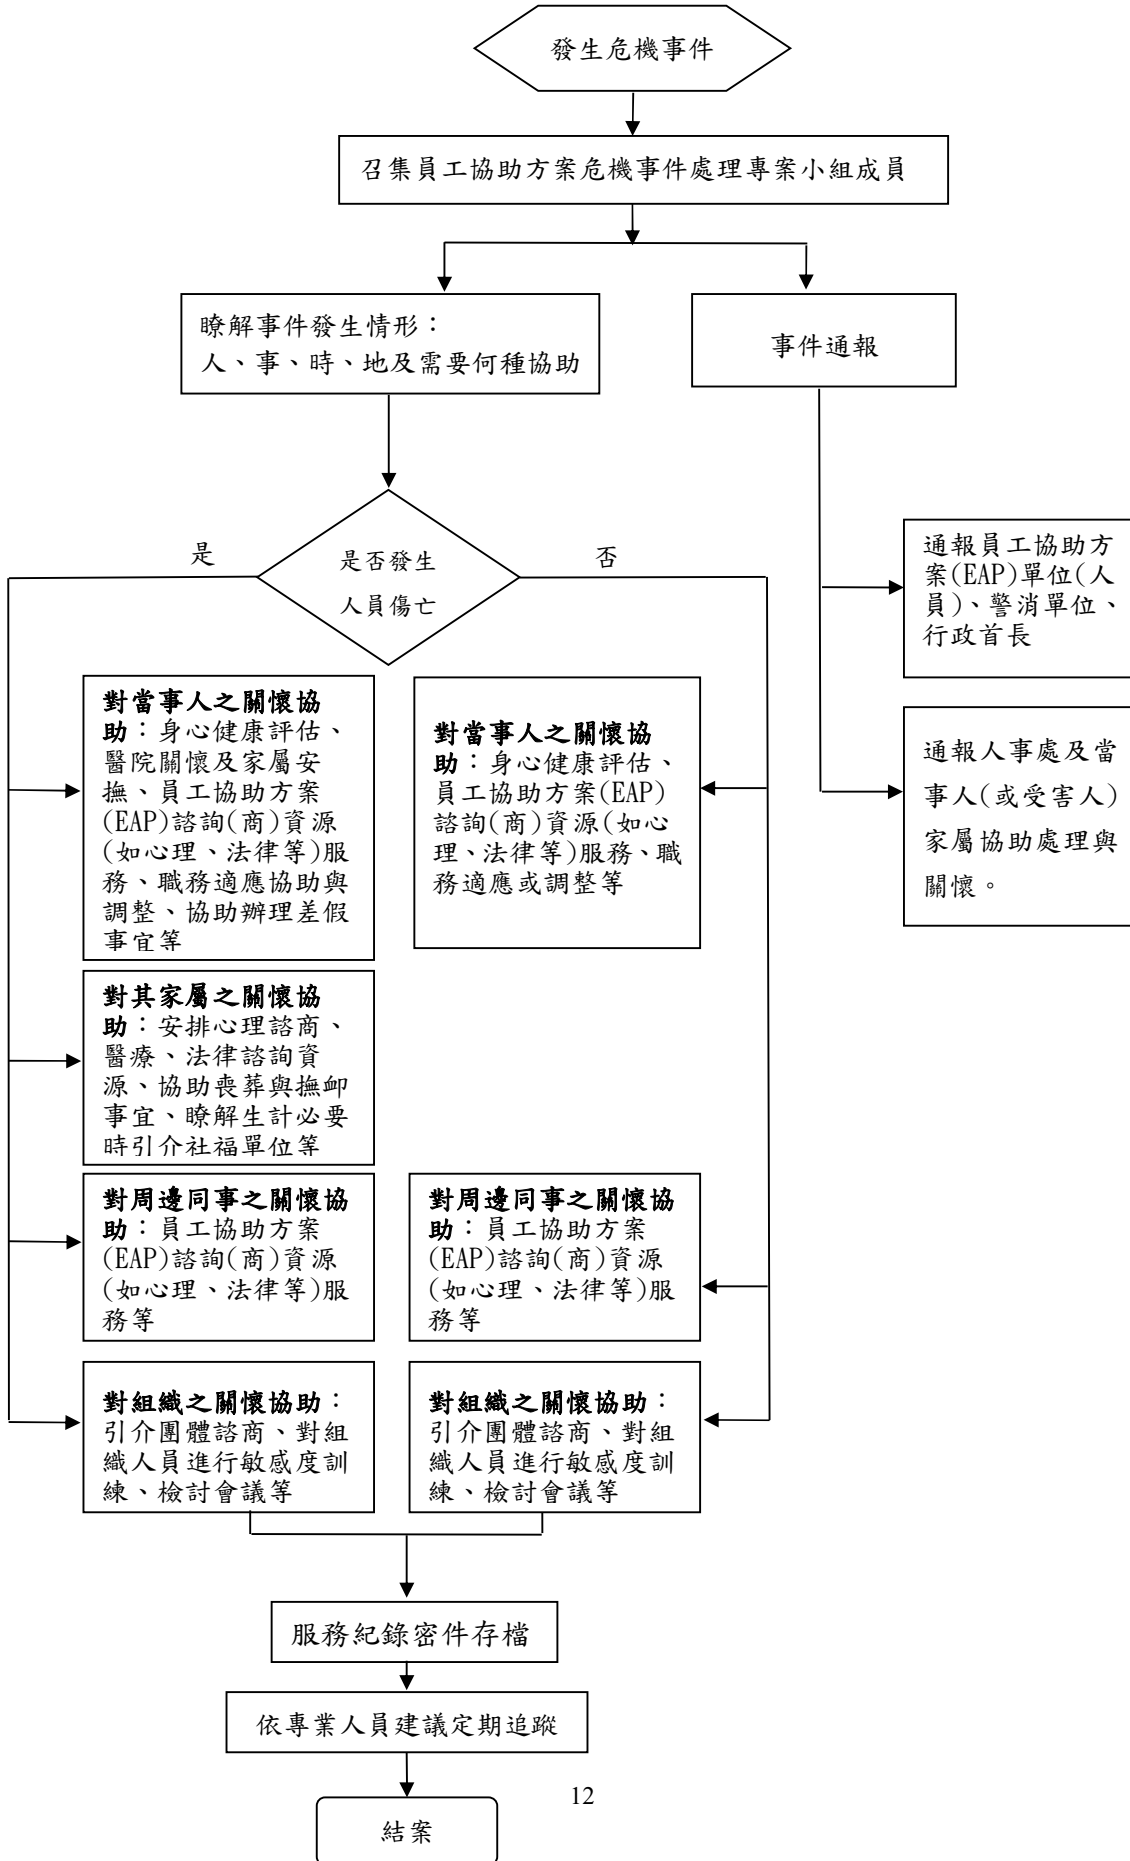 發生危機事件
召集員工協助方案危機事件處理專案小組成員
瞭解事件發生情形：
人、事、時、地及需要何種協助
事件通報
是
是否發生
人員傷亡
否
通報員工協助方
案(EAP)單位(人
員)、警消單位、
行政首長
通報人事處及當
事人(或受害人)
家屬協助處理與
關懷。
對當事人之關懷協
助：身心健康評估、
醫院關懷及家屬安
撫、員工協助方案
(EAP)諮詢(商)資源
(如心理、法律等)服
務、職務適應協助與
調整、協助辦理差假
事宜等
對當事人之關懷協
助：身心健康評估、
員工協助方案(EAP)
諮詢(商)資源(如心
理、法律等)服務、職
務適應或調整等
對其家屬之關懷協
助：安排心理諮商、
醫療、法律諮詢資
源、協助喪葬與撫卹
事宜、瞭解生計必要
時引介社福單位等
對周邊同事之關懷協
助：員工協助方案
(EAP)諮詢(商)資源
(如心理、法律等)服
務等
對周邊同事之關懷協
助：員工協助方案
(EAP)諮詢(商)資源
(如心理、法律等)服
務等
對組織之關懷協助：
引介團體諮商、對組
織人員進行敏感度訓
練、檢討會議等
對組織之關懷協助：
引介團體諮商、對組
織人員進行敏感度訓
練、檢討會議等
服務紀錄密件存檔
依專業人員建議定期追蹤
12
結案